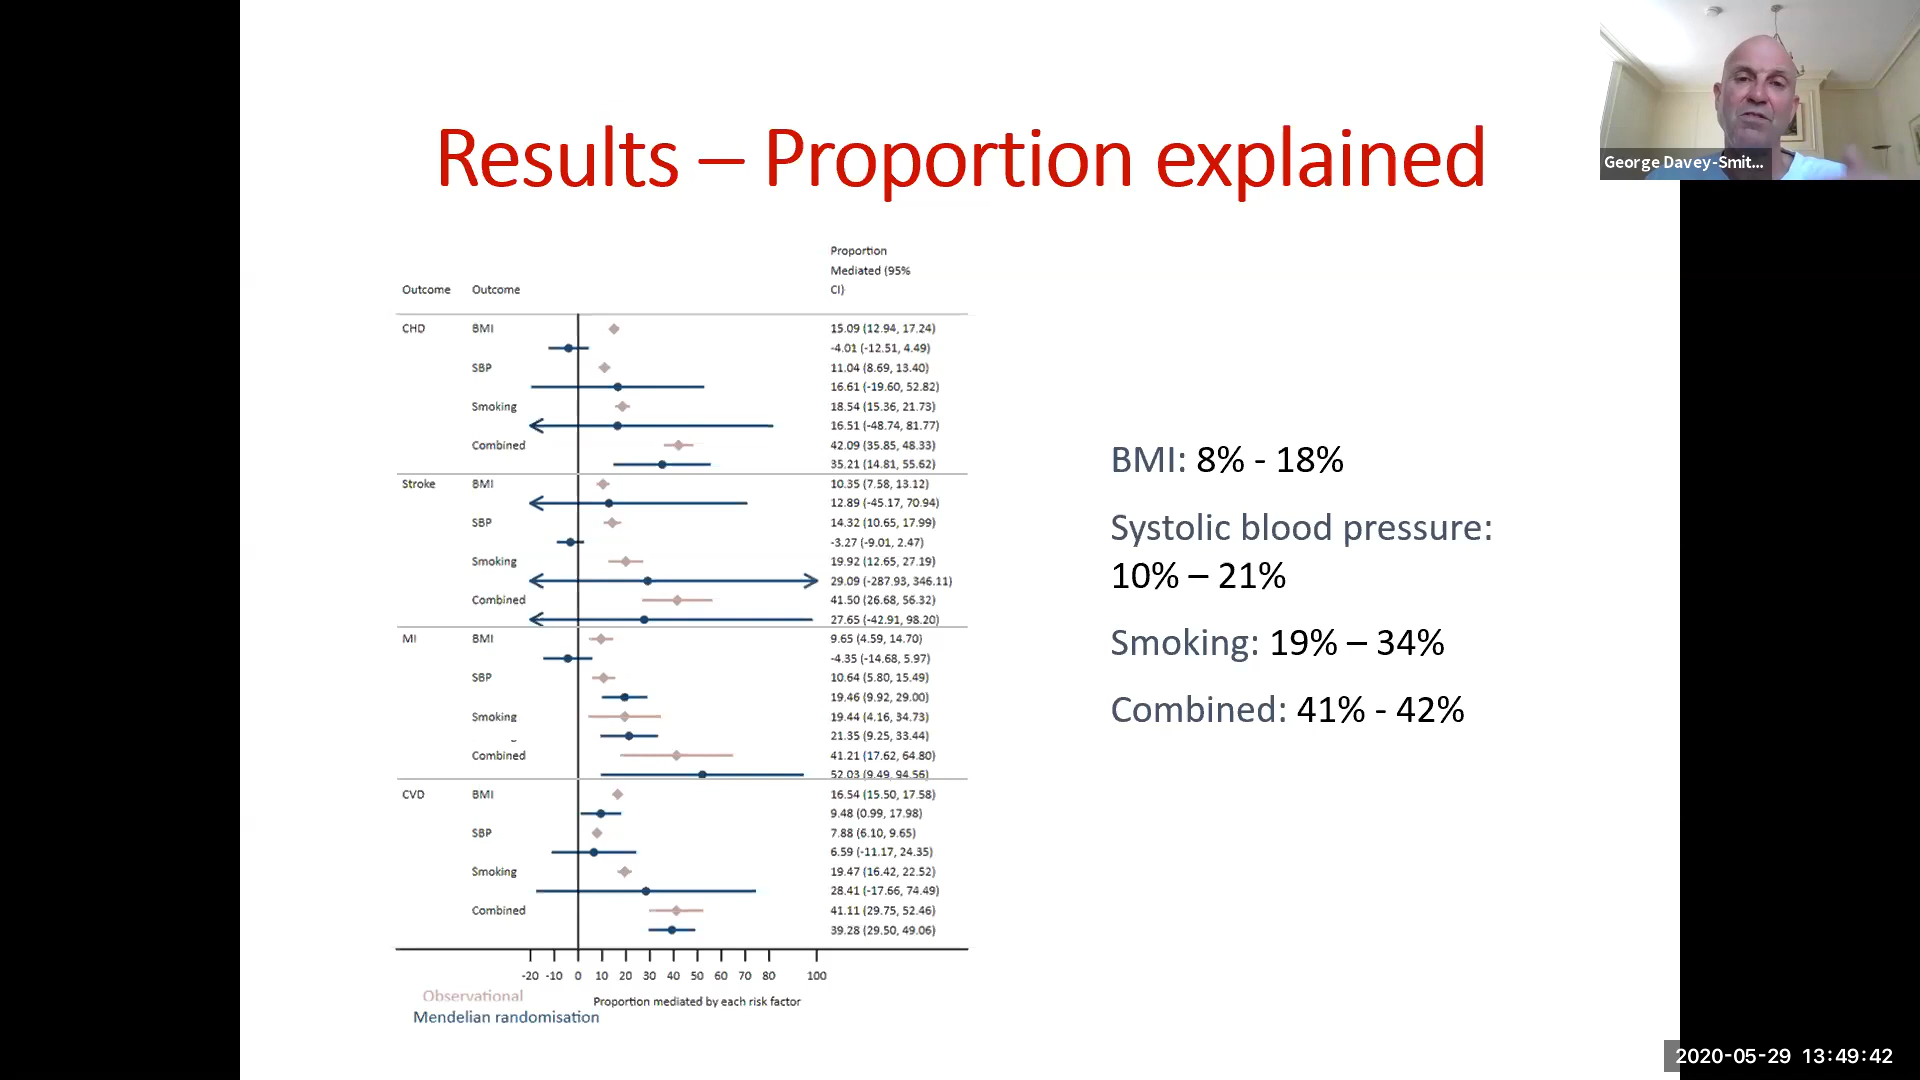 Results – Proportion explained
George Davey-Smit...
Proportion
Mediated (95%
Outcome Outcome CI)
CHD BMI 15.09 (12.94, 17.24)
-4.01 (-12.51, 4.49)
SBP 11.04 (8.69, 13.40)
16.61 (-19.60, 52.82)
Smoking 18.54 (15.36, 21.73)
16.51 (-48.74, 81.77)
Combined 42.09 (35.85, 48.33)
35.21 (14.81, 55.62)
Stroke BMI 10.35 (7.58, 13.12)
12.89 (-45.17, 70.94)
SBP 14.32 (10.65, 17.99)
-3.27 (-9.01, 2.47)
Smoking 19.92 (12.65, 27.19)
29.09 (-287.93, 346.11)
Combined 41.50 (26.68, 56.32)
27.65 (-42.91, 98.20)
MI BMI 9.65 (4.59, 14.70)
-4.35 (-14.68, 5.97)
SBP 10.64 (5.80, 15.49)
19.46 (9.92, 29.00)
Smoking 19.44 (4.16, 34.73)
21.35 (9.25, 33.44)
Combined 41.21 (17.62, 64.80)
52.03 (9.49, 94.56)
CVD BMI 16.54 (15.50, 17.58)
9.48 (0.99, 17.98)
SBP 7.88 (6.10, 9.65)
6.59 (-11.17, 24.35)
Smoking 19.47 (16.42, 22.52)
28.41 (-17.66, 74.49)
Combined 41.11 (29.75, 52.46)
39.28 (29.50, 49.06)
-20 -10 0 10 20 30 40 50 60 70 80 100
Observational
Proportion mediated by each risk factor
Mendelian randomisation
BMI: 8% - 18%
Systolic blood pressure:
10% – 21%
Smoking: 19% – 34%
Combined: 41% - 42%
2020-05-29 13:49:42